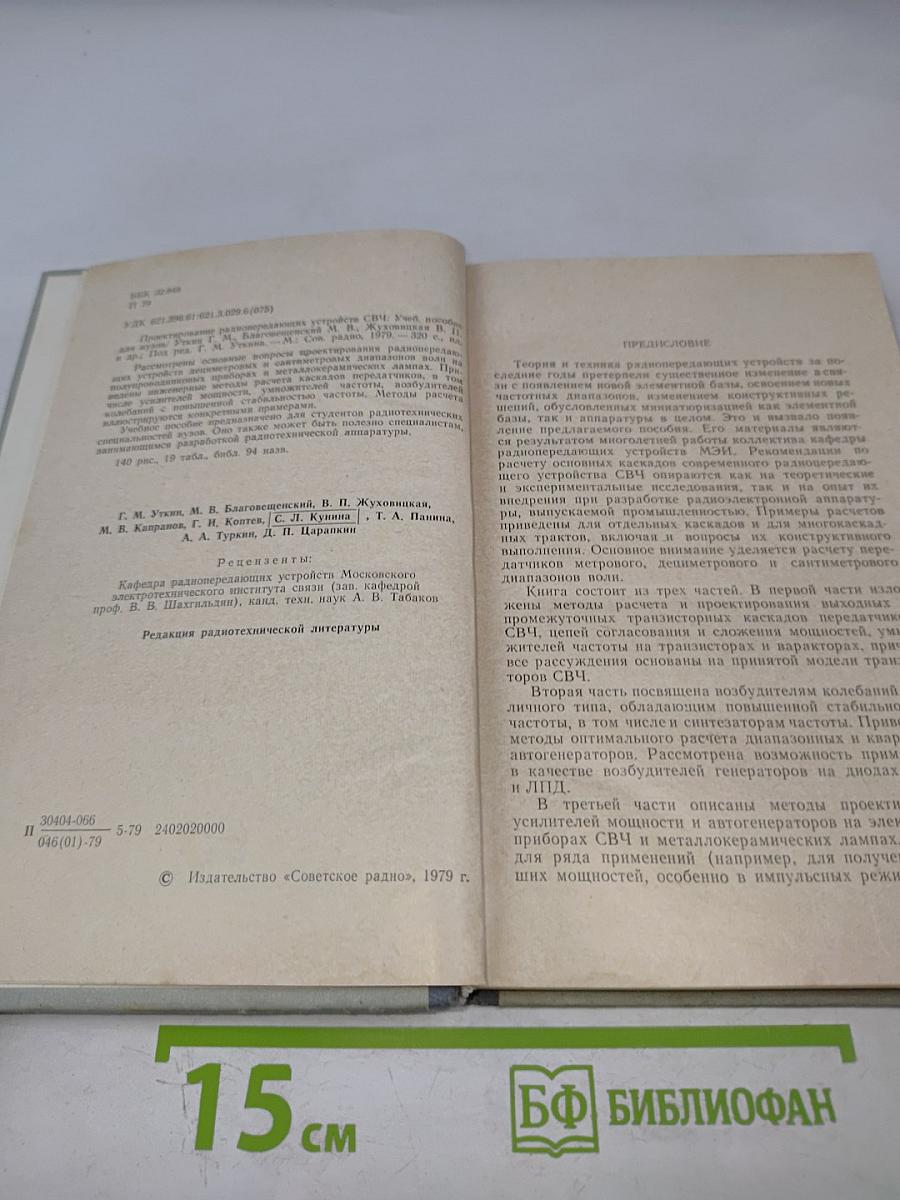 ББК 32.848
П 79
УДК 621.396.61:621.3.029.6(075)
Проектирование радиопередающих устройств СВЧ: Учеб. пособие
для вузов/ Уткин Г. М., Благовещенский М. В., Жуховицкая В. П.
и др.; Под ред. Г. М. Уткина. — М.: Сов. радио, 1979. — 320 с., ил.
Рассмотрены основные вопросы проектирования радиопередаю-
щих устройств дециметровых и сантиметровых диапазонов волн на
полупроводниковых приборах и металлокерамических лампах. При-
явлены инженерные методы расчета каскадов передатчиков, в том
числе усилителей мощности, умножителей частоты, возбудителей
колебаний с повышенной стабильностью частоты. Методы расчета
иллюстрируются конкретными примерами.
Учебное пособие предназначено для студентов радиотехнических
специальностей вузов. Оно также может быть полезно специалистам,
занимающимся разработкой радиотехнической аппаратуры.
140 рис., 19 табл., библ. 94 назв.
Г. М. Уткин, М. В. Благовещенский, В. П. Жуховицкая,
М. В. Капранов, Г. И. Коптев, С. Л. Кунина , Т. А. Панина,
А. А. Туркин, Д. П. Царапкин
Рецензенты:
Кафедра радиопередающих устройств Московского
электротехнического института связи (зав. кафедрой
проф. В. В. Шахгильдян), канд. техн. наук А. В. Табаков
Редакция радиотехнической литературы
П 30404-066 5-79 2402020000
046(01)-79
© Издательство «Советское радио», 1979 г.
ПРЕДИСЛОВИЕ
Теория и техника радиопередающих устройств за по-
следние годы претерпели существенное изменение в свя-
зи с появлением новой элементной базы, освоением новых
частотных диапазонов, изменением конструктивных ре-
шений, обусловленных миниатюризацией как элементной
базы, так и аппаратуры в целом. Это и вызвало появ-
ление предлагаемого пособия. Его материалы являют-
ся результатом многолетней работы коллектива кафедры
радиопередающих устройств МЭИ. Рекомендации по
расчету основных каскадов современного радиопередаю-
щего устройства СВЧ опираются как на теоретические
и экспериментальные исследования, так и на опыт их
внедрения при разработке радиоэлектронной аппарату-
ры, выпускаемой промышленностью. Примеры расчетов
приведены для отдельных каскадов и для многокаскад-
ных трактов, включая и вопросы их конструктивного
выполнения. Основное внимание уделяется расчету пере-
датчиков метрового, дециметрового и сантиметрового
диапазонов волн.
Книга состоит из трех частей. В первой части изло
жены методы расчета и проектирования выходных
промежуточных транзисторных каскадов передатчик
СВЧ, цепей согласования и сложения мощностей, умн
жителей частоты на транзисторах и варакторах, прич
все рассуждения основаны на принятой модели транз
торов СВЧ.
Вторая часть посвящена возбудителям колебаний
личного типа, обладающим повышенной стабильно
частоты, в том числе и синтезаторам частоты. Приве
методы оптимального расчета диапазонных и квар
автогенераторов. Рассмотрена возможность прим
в качестве возбудителей генераторов на диодах
и ЛПД.
В третьей части описаны методы проекти
усилителей мощности и автогенераторов на элек
приборах СВЧ и металлокерамических лампах.
для ряда применений (например, для получе
ших мощностей, особенно в импульсных режи
15 см
БФ БИБЛИОФАН